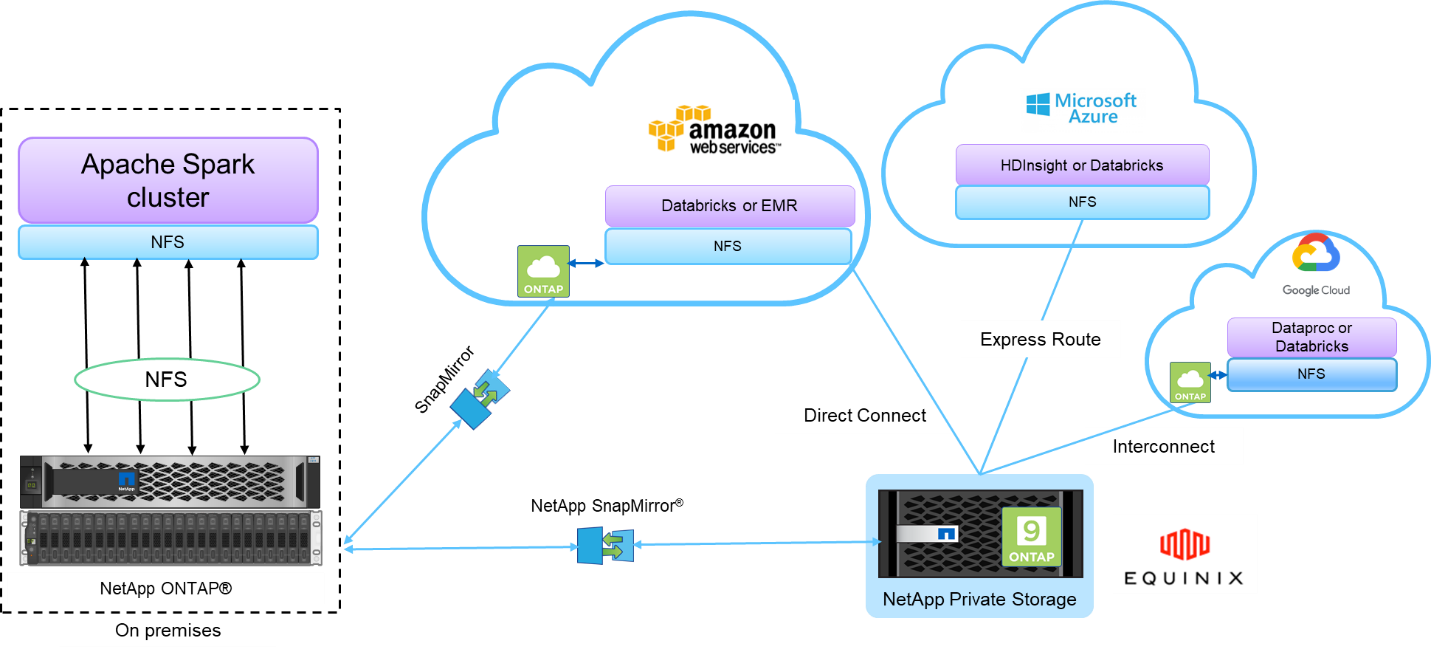 Apache Spark
cluster
NFS
NFS
NetApp ONTAP®
On premises
amazon
web services™
Databricks or EMR
NFS
ONTAP
SnapMirror
NetApp SnapMirror®
Microsoft
Azure
HDInsight or Databricks
NFS
Google Cloud
Dataproc or
Databricks
NFS
ONTAP
Express Route
Direct Connect
Interconnect
9
ONTAP
NetApp Private Storage
EQUINIX